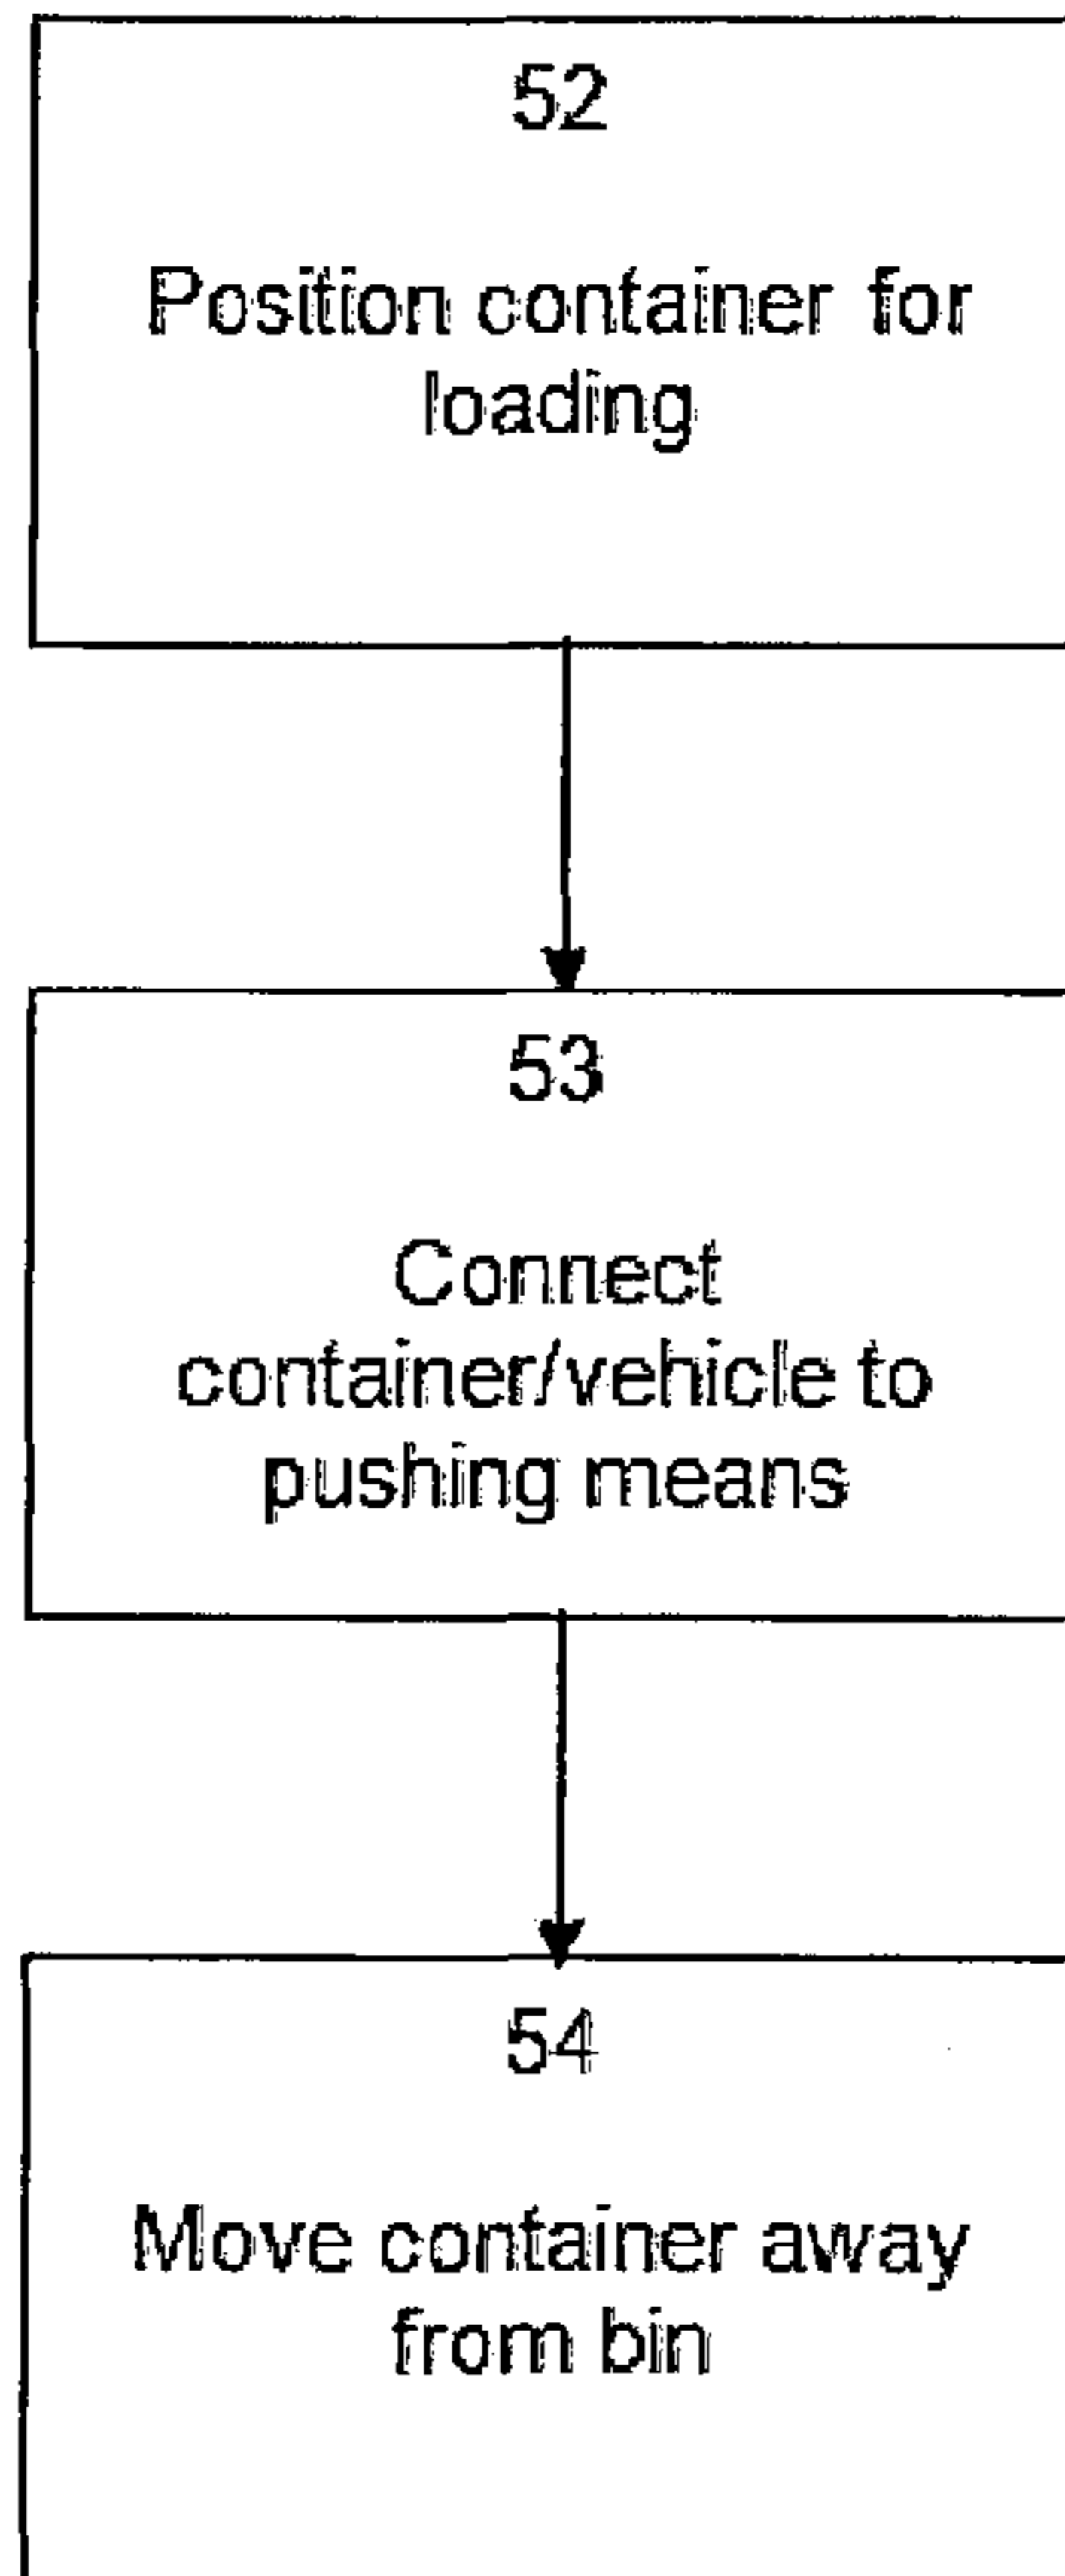 52
Position container for
loading
53
Connect
container/vehicle to
pushing means
54
Move container away
from bin